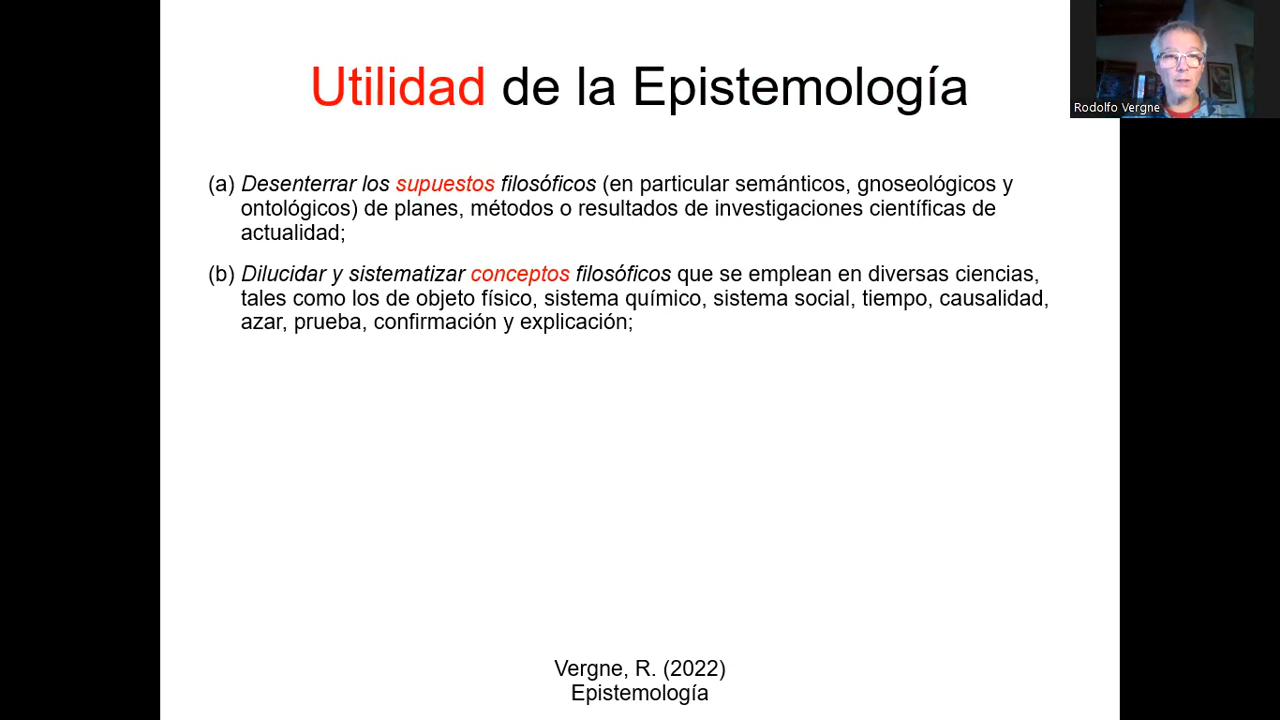 Utilidad de la Epistemología
Rodolfo Vergne
(a) Desenterrar los supuestos filosóficos (en particular semánticos, gnoseológicos y
ontológicos) de planes, métodos o resultados de investigaciones científicas de
actualidad;
(b) Dilucidar y sistematizar conceptos filosóficos que se emplean en diversas ciencias,
tales como los de objeto físico, sistema químico, sistema social, tiempo, causalidad,
azar, prueba, confirmación y explicación;
Vergne, R. (2022)
Epistemología